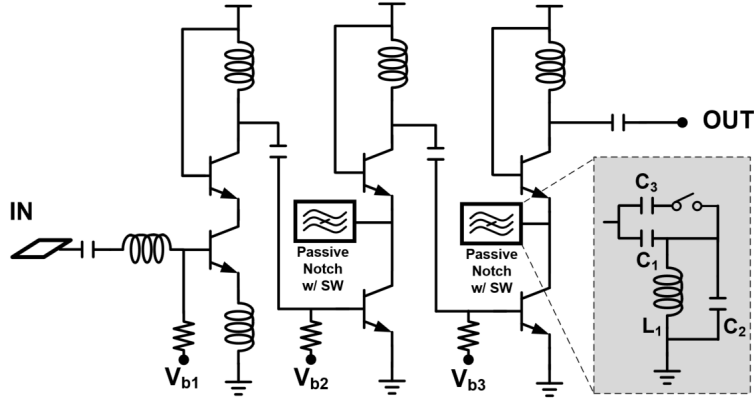 IN
OUT
Passive
Notch
w/ SW
Passive
Notch
w/ SW
Vb1
Vb2
Vb3
C3
C1
L1
C2